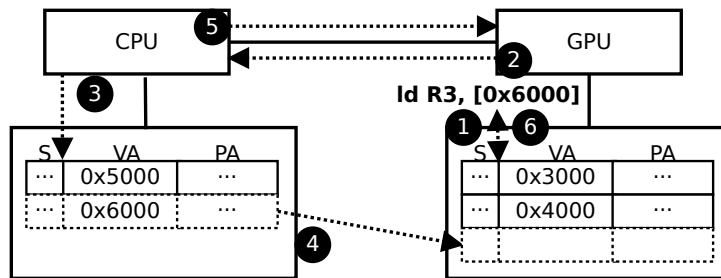 5
CPU
GPU
2
3
ld R3, [0x6000]
1
6
S VA PA
... 0x5000 ...
... 0x6000 ...
4
S VA PA
... 0x3000 ...
... 0x4000 ...